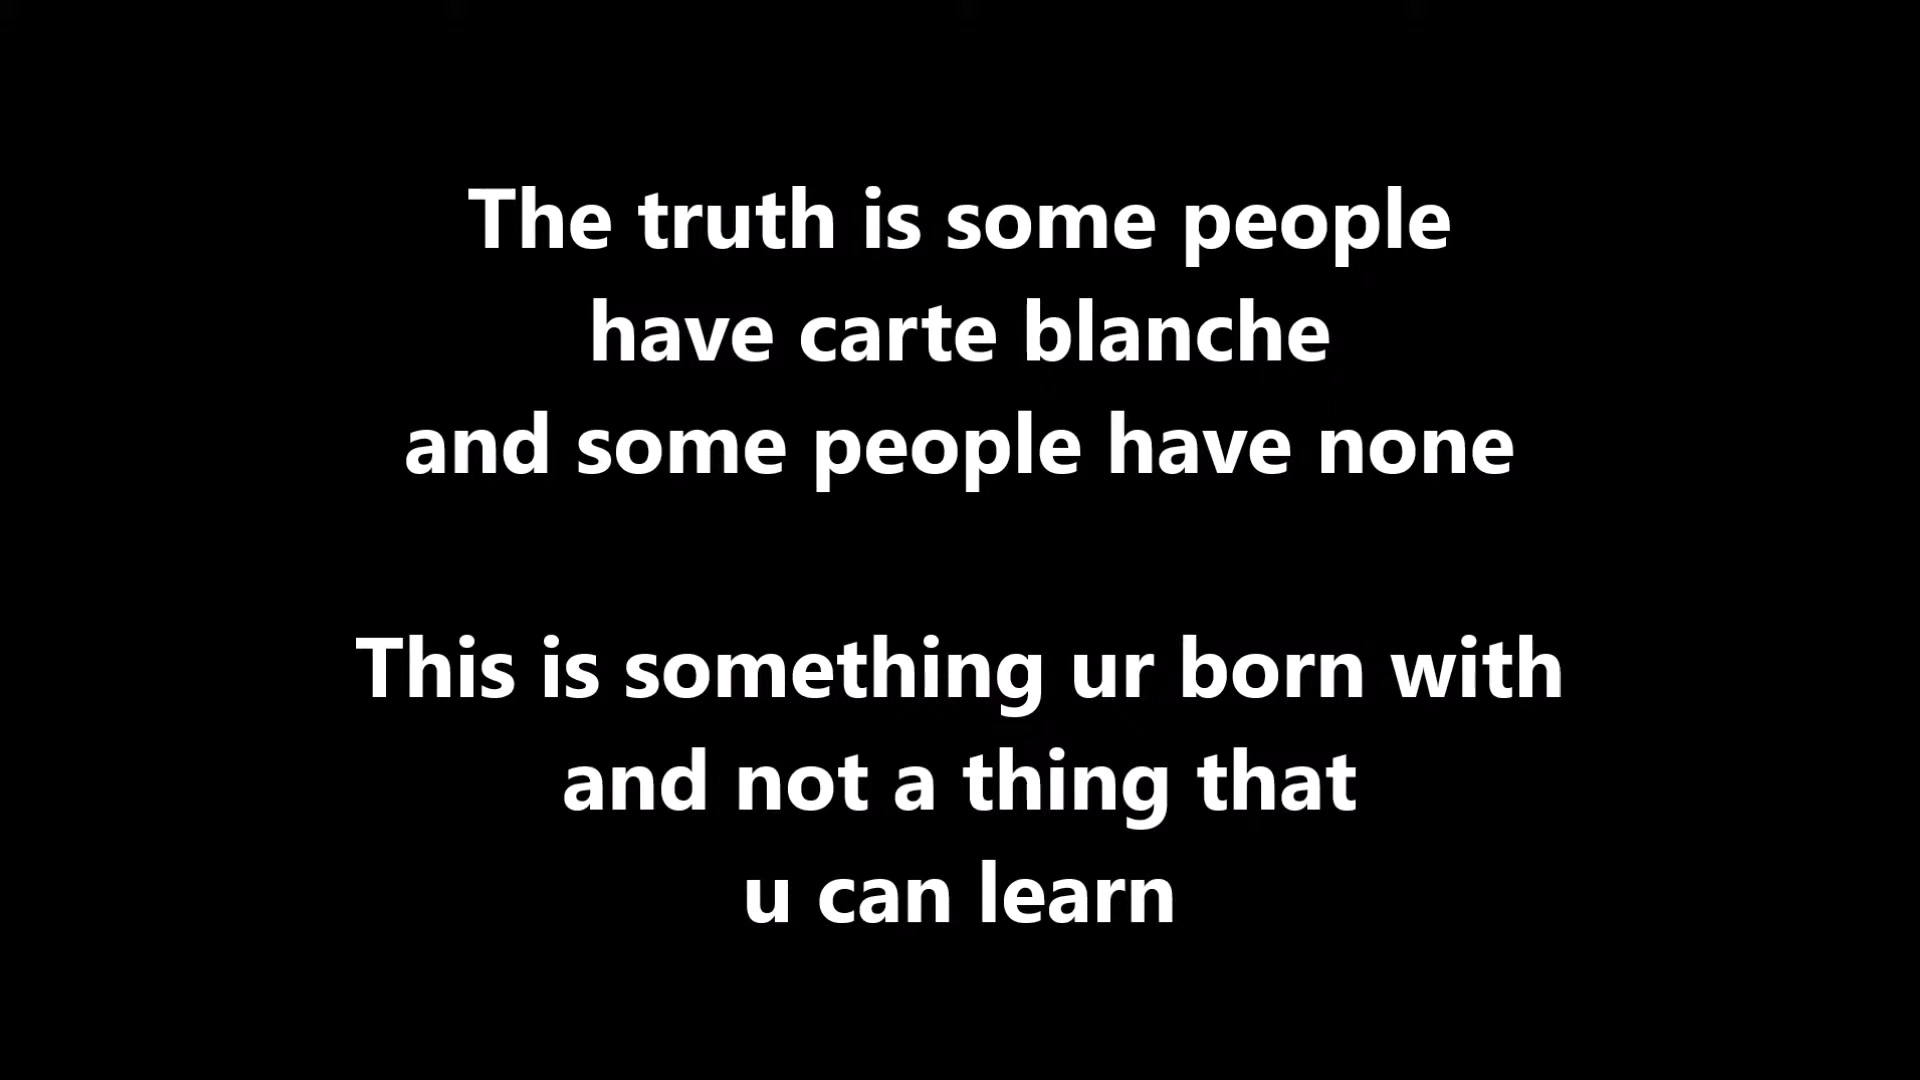 The truth is some people
have carte blanche
and some people have none
This is something ur born with
and not a thing that
u can learn